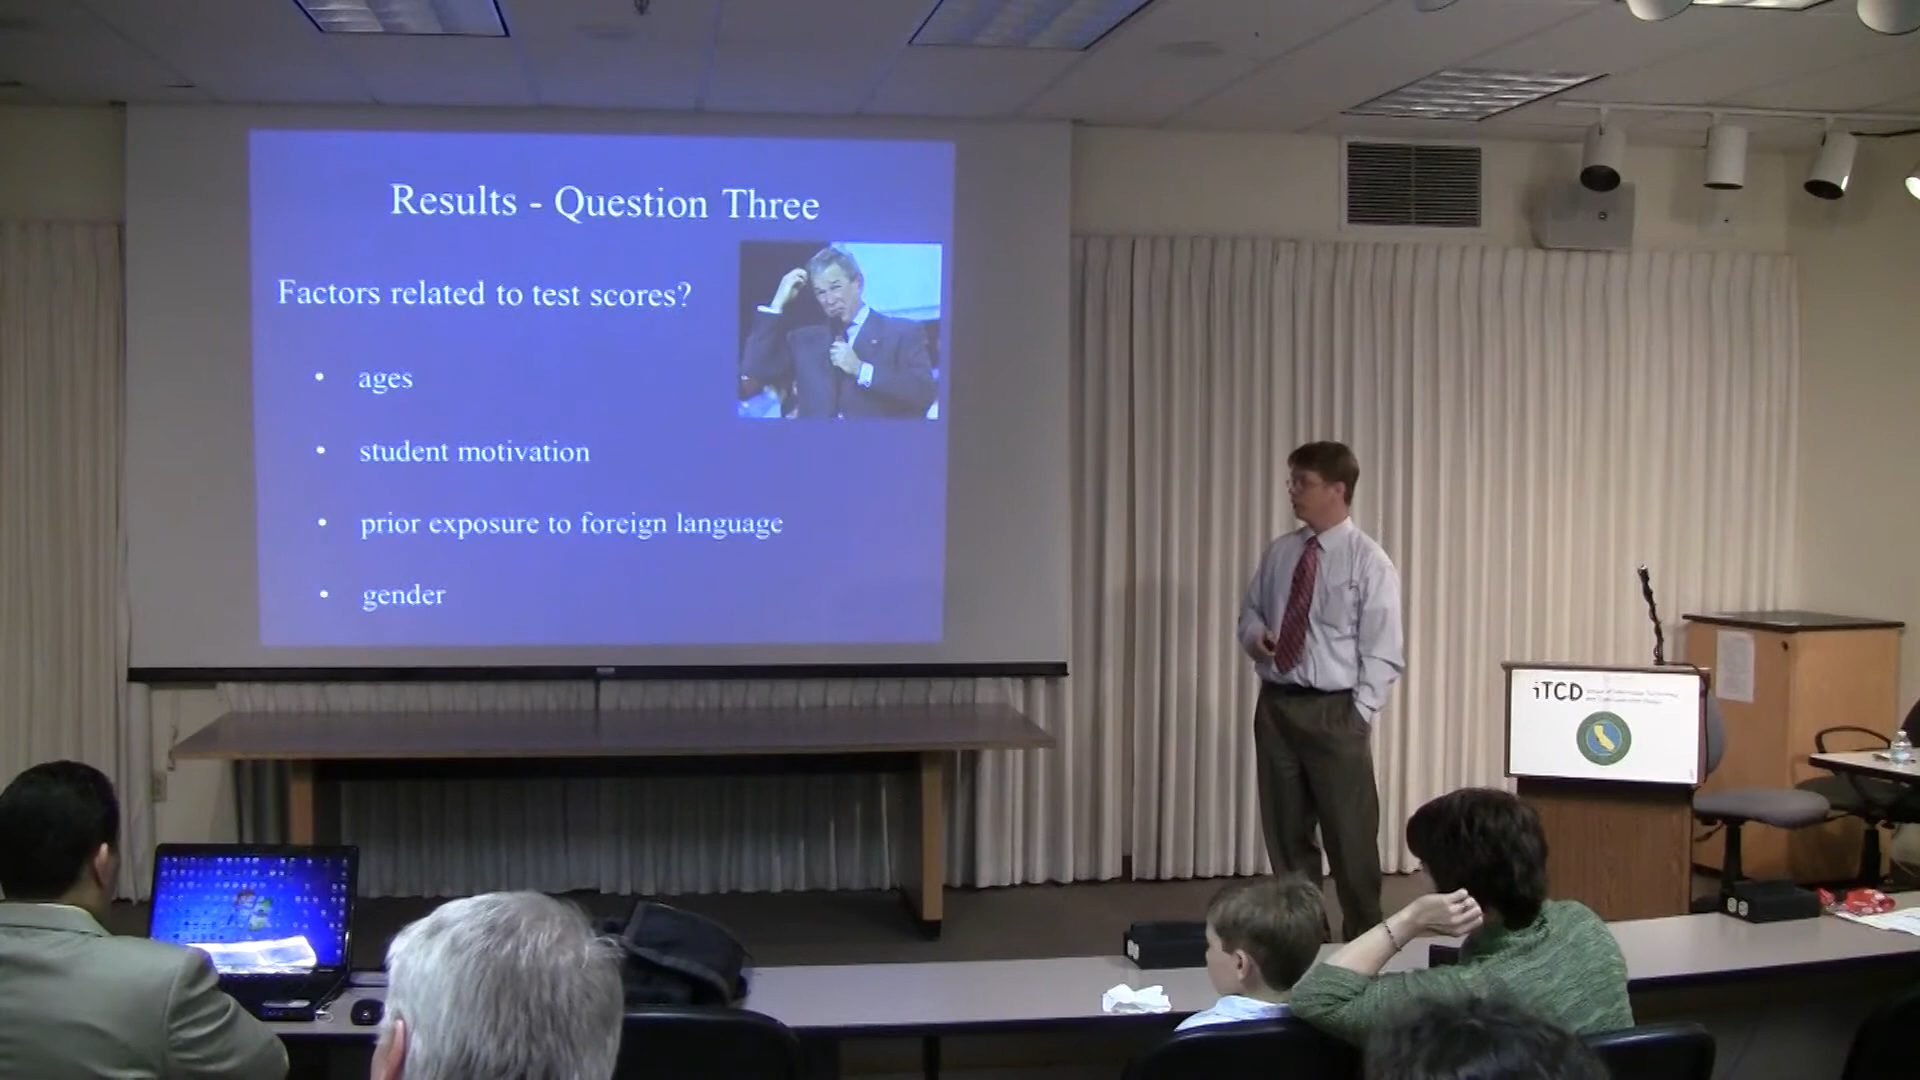 Results - Question Three
Factors related to test scores?
• ages
• student motivation
• prior exposure to foreign language
• gender
iTCD